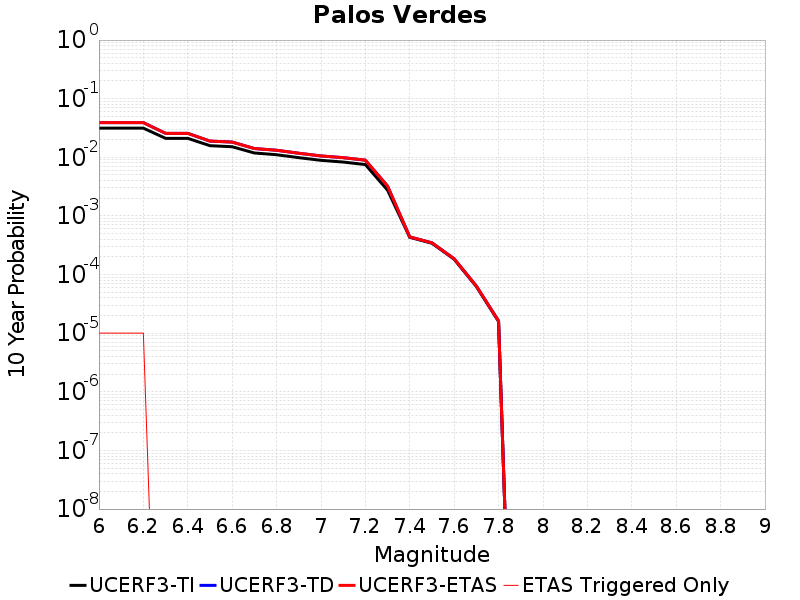 Palos Verdes
10^0
10^-1
10^-2
10^-3
10^-4
10^-5
10^-6
10^-7
10^-8
10 Year Probability
6 6.2 6.4 6.6 6.8 7 7.2 7.4 7.6 7.8 8 8.2 8.4 8.6 8.8 9
Magnitude
UCERF3-TI UCERF3-TD UCERF3-ETAS ETAS Triggered Only